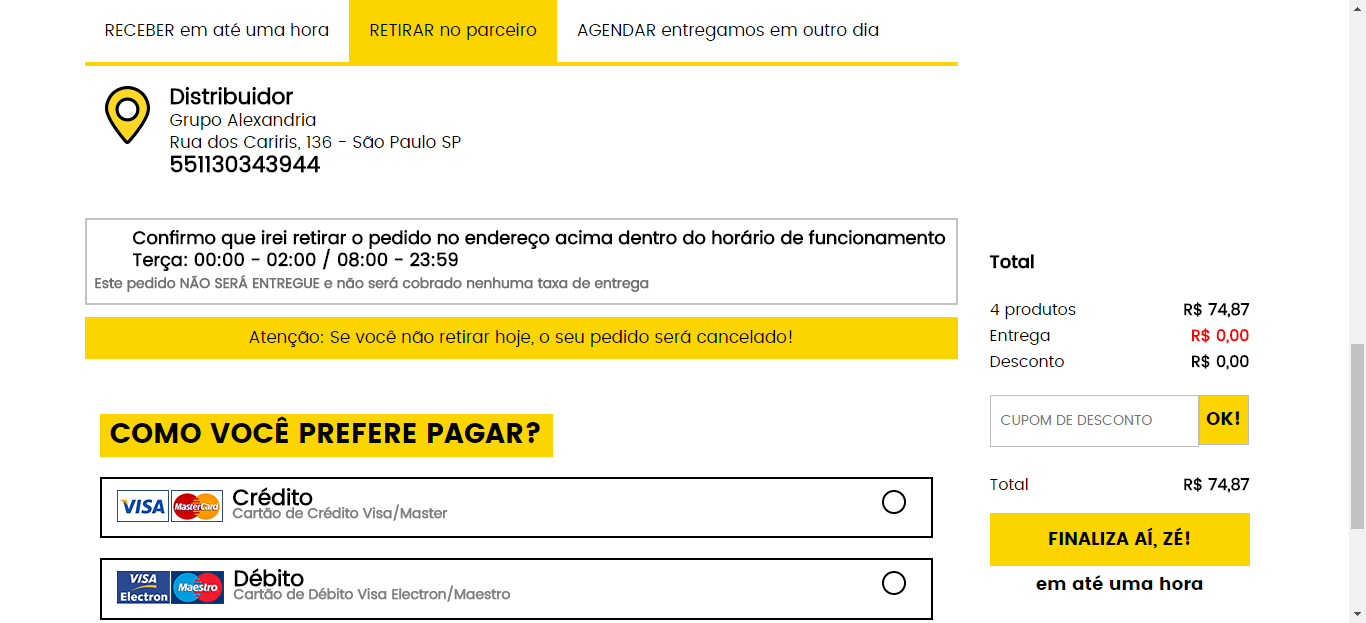 RECEBER em até uma hora
RETIRAR no parceiro
AGENDAR entregamos em outro dia
Distribuidor
Grupo Alexandria
Rua dos Cariris, 136 - São Paulo SP
551130343944
Confirmo que irei retirar o pedido no endereço acima dentro do horário de funcionamento
Terça: 00:00 - 02:00 / 08:00 - 23:59
Este pedido NÃO SERÁ ENTREGUE e não será cobrado nenhuma taxa de entrega
Atenção: Se você não retirar hoje, o seu pedido será cancelado!
COMO VOCÊ PREFERE PAGAR?
VISA
MasterCard
Crédito
Cartão de Crédito Visa/Master
VISA
Electron
Maestro
Débito
Cartão de Débito Visa Electron/Maestro
Total
4 produtos R$ 74,87
Entrega R$ 0,00
Desconto R$ 0,00
CUPOM DE DESCONTO OK!
Total R$ 74,87
FINALIZA AÍ, ZÉ!
em até uma hora